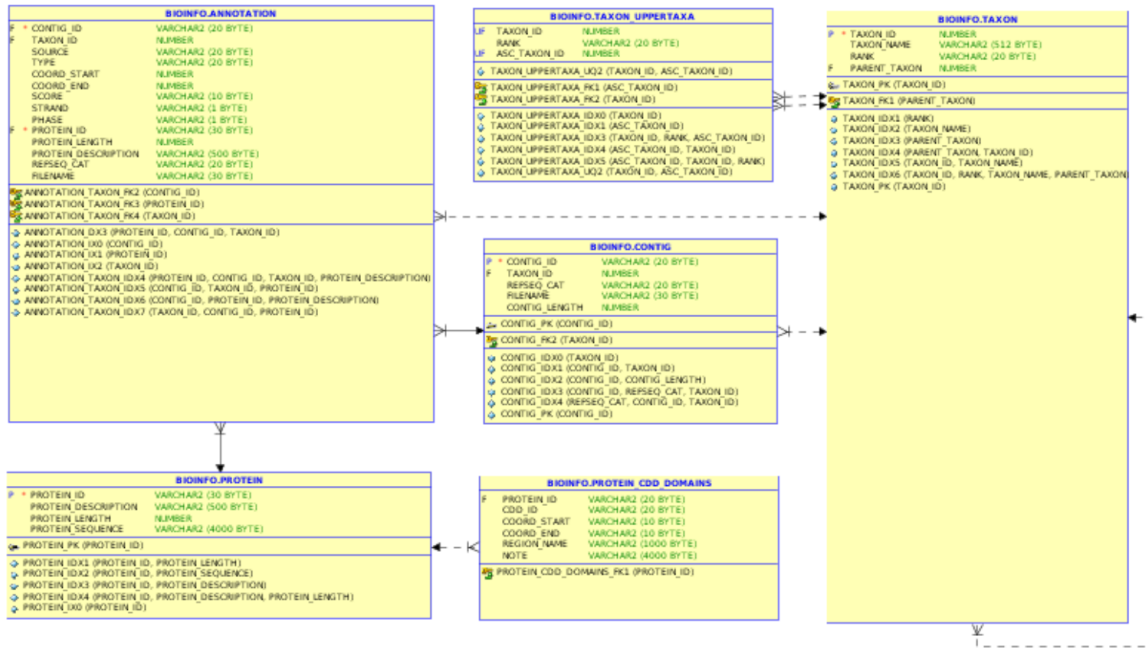 BIOINFO.ANNOTATION
F * CONTIG_ID VARCHAR2 (20 BYTE)
F TAXON_ID NUMBER
SOURCE VARCHAR2 (20 BYTE)
TYPE VARCHAR2 (20 BYTE)
COORD_START NUMBER
COORD_END NUMBER
SCORE VARCHAR2 (10 BYTE)
STRAND VARCHAR2 (1 BYTE)
PHASE VARCHAR2 (1 BYTE)
F * PROTEIN_ID VARCHAR2 (30 BYTE)
PROTEIN_LENGTH NUMBER
PROTEIN_DESCRIPTION VARCHAR2 (500 BYTE)
REFSEQ_CAT VARCHAR2 (20 BYTE)
FILENAME VARCHAR2 (30 BYTE)
ANNOTATION_TAXON_FK2 (CONTIG_ID)
ANNOTATION_TAXON_FK3 (PROTEIN_ID)
ANNOTATION_TAXON_FK4 (TAXON_ID)
ANNOTATION_DX3 (PROTEIN_ID, CONTIG_ID, TAXON_ID)
ANNOTATION_IX0 (CONTIG_ID)
ANNOTATION_IX1 (PROTEIN_ID)
ANNOTATION_IX2 (TAXON_ID)
ANNOTATION_TAXON_IDX4 (PROTEIN_ID, CONTIG_ID, TAXON_ID, PROTEIN_DESCRIPTION)
ANNOTATION_TAXON_IDX5 (CONTIG_ID, TAXON_ID, PROTEIN_ID)
ANNOTATION_TAXON_IDX6 (CONTIG_ID, PROTEIN_ID, PROTEIN_DESCRIPTION)
ANNOTATION_TAXON_IDX7 (TAXON_ID, CONTIG_ID, PROTEIN_ID)
BIOINFO.TAXON_UPPERTAXA
UF TAXON_ID NUMBER
RANK VARCHAR2 (20 BYTE)
UF ASC_TAXON_ID NUMBER
TAXON_UPPERTAXA_UQ2 (TAXON_ID, ASC_TAXON_ID)
TAXON_UPPERTAXA_FK1 (ASC_TAXON_ID)
TAXON_UPPERTAXA_FK2 (TAXON_ID)
TAXON_UPPERTAXA_IDX0 (TAXON_ID)
TAXON_UPPERTAXA_IDX1 (ASC_TAXON_ID)
TAXON_UPPERTAXA_IDX3 (TAXON_ID, RANK, ASC_TAXON_ID)
TAXON_UPPERTAXA_IDX4 (ASC_TAXON_ID, TAXON_ID)
TAXON_UPPERTAXA_IDX5 (ASC_TAXON_ID, TAXON_ID, RANK)
TAXON_UPPERTAXA_UQ2 (TAXON_ID, ASC_TAXON_ID)
BIOINFO.TAXON
P * TAXON_ID NUMBER
TAXON_NAME VARCHAR2 (512 BYTE)
RANK VARCHAR2 (20 BYTE)
F PARENT_TAXON NUMBER
TAXON_PK (TAXON_ID)
TAXON_FK1 (PARENT_TAXON)
TAXON_IDX1 (RANK)
TAXON_IDX2 (TAXON_NAME)
TAXON_IDX3 (PARENT_TAXON)
TAXON_IDX4 (PARENT_TAXON, TAXON_ID)
TAXON_IDX5 (TAXON_ID, TAXON_NAME)
TAXON_IDX6 (TAXON_ID, RANK, TAXON_NAME, PARENT_TAXON)
TAXON_PK (TAXON_ID)
BIOINFO.CONTIG
P * CONTIG_ID VARCHAR2 (20 BYTE)
F TAXON_ID NUMBER
REFSEQ_CAT VARCHAR2 (20 BYTE)
FILENAME VARCHAR2 (30 BYTE)
CONTIG_LENGTH NUMBER
CONTIG_PK (CONTIG_ID)
CONTIG_FK2 (TAXON_ID)
CONTIG_IDX0 (TAXON_ID)
CONTIG_IDX1 (CONTIG_ID, TAXON_ID)
CONTIG_IDX2 (CONTIG_ID, CONTIG_LENGTH)
CONTIG_IDX3 (CONTIG_ID, REFSEQ_CAT, TAXON_ID)
CONTIG_IDX4 (REFSEQ_CAT, CONTIG_ID, TAXON_ID)
CONTIG_PK (CONTIG_ID)
BIOINFO.PROTEIN
P * PROTEIN_ID VARCHAR2 (30 BYTE)
PROTEIN_DESCRIPTION VARCHAR2 (500 BYTE)
PROTEIN_LENGTH NUMBER
PROTEIN_SEQUENCE VARCHAR2 (4000 BYTE)
PROTEIN_PK (PROTEIN_ID)
PROTEIN_IDX1 (PROTEIN_ID, PROTEIN_LENGTH)
PROTEIN_IDX2 (PROTEIN_ID, PROTEIN_SEQUENCE)
PROTEIN_IDX3 (PROTEIN_ID, PROTEIN_DESCRIPTION)
PROTEIN_IDX4 (PROTEIN_ID, PROTEIN_DESCRIPTION, PROTEIN_LENGTH)
PROTEIN_IX0 (PROTEIN_ID)
BIOINFO.PROTEIN_CDD_DOMAINS
F PROTEIN_ID VARCHAR2 (20 BYTE)
CDD_ID VARCHAR2 (20 BYTE)
COORD_START VARCHAR2 (10 BYTE)
COORD_END VARCHAR2 (10 BYTE)
REGION_NAME VARCHAR2 (1000 BYTE)
NOTE VARCHAR2 (4000 BYTE)
PROTEIN_CDD_DOMAINS_FK1 (PROTEIN_ID)